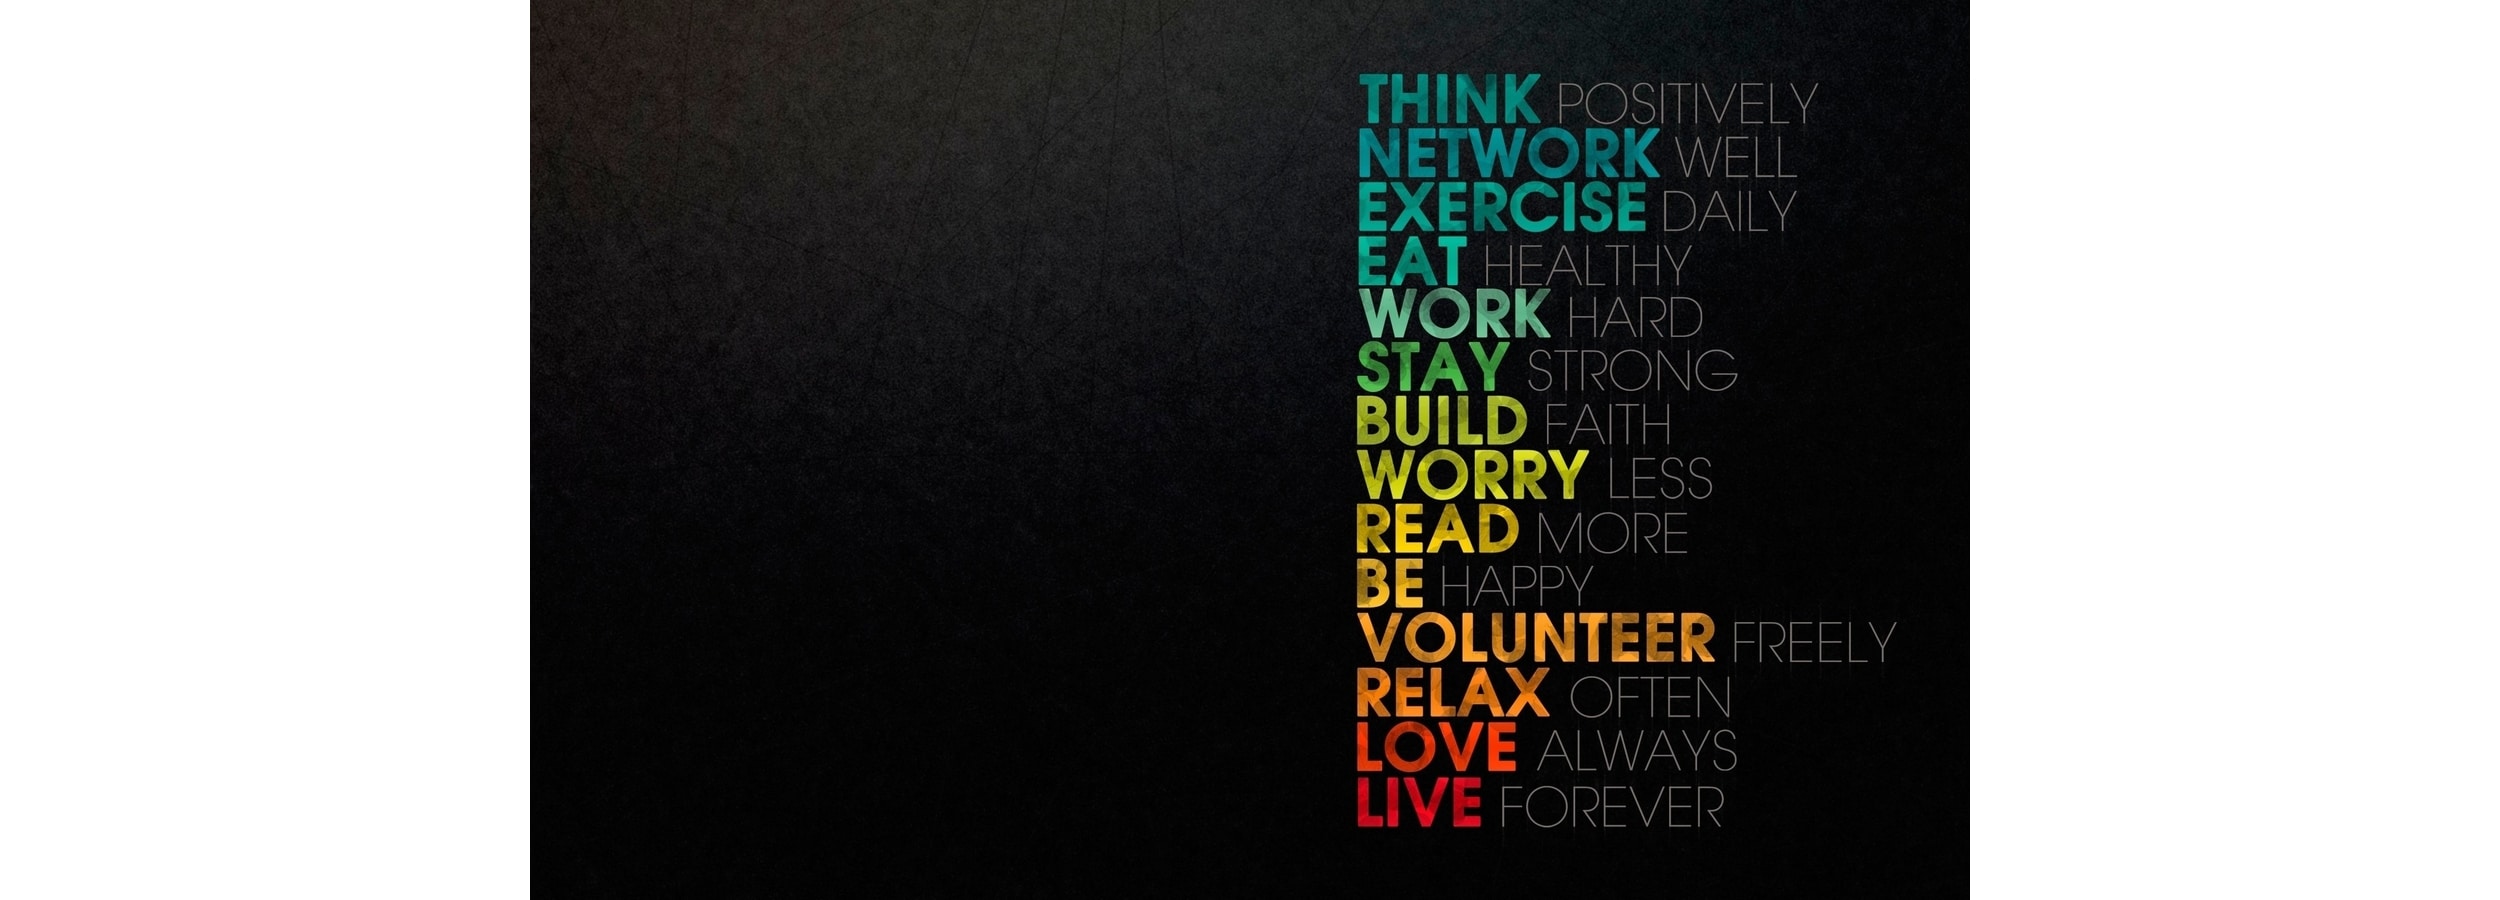 THINK POSITIVELY
NETWORK WELL
EXERCISE DAILY
EAT HEALTHY
WORK HARD
STAY STRONG
BUILD FAITH
WORRY LESS
READ MORE
BE HAPPY
VOLUNTEER FREELY
RELAX OFTEN
LOVE ALWAYS
LIVE FOREVER